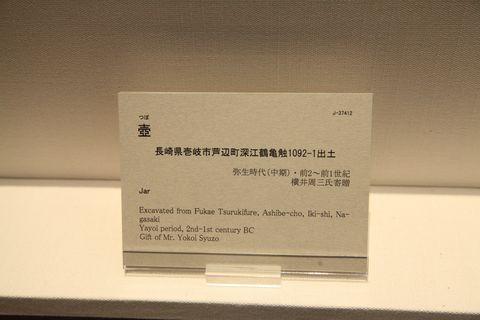 J-37412
つぼ
壺
長崎県壱岐市芦辺町深江鶴亀触1092-1出土
弥生時代(中期)・前2~前1世紀
横井周三氏寄贈
Jar
Excavated from Fukae Tsurukifure, Ashibe-cho, Iki-shi, Na-
gasaki
Yayoi period, 2nd-1st century BC
Gift of Mr. Yokoi Syuzo